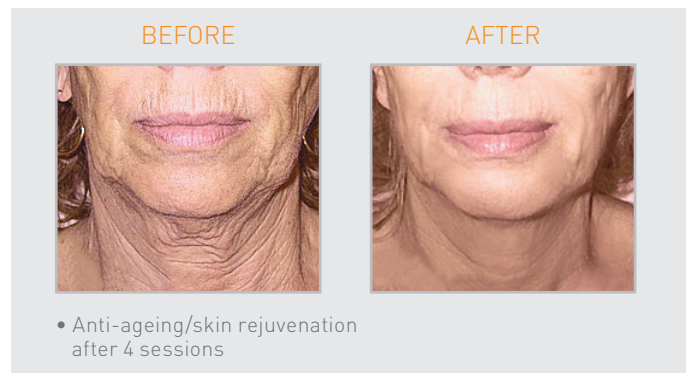 BEFORE
AFTER
• Anti-ageing/skin rejuvenation
after 4 sessions